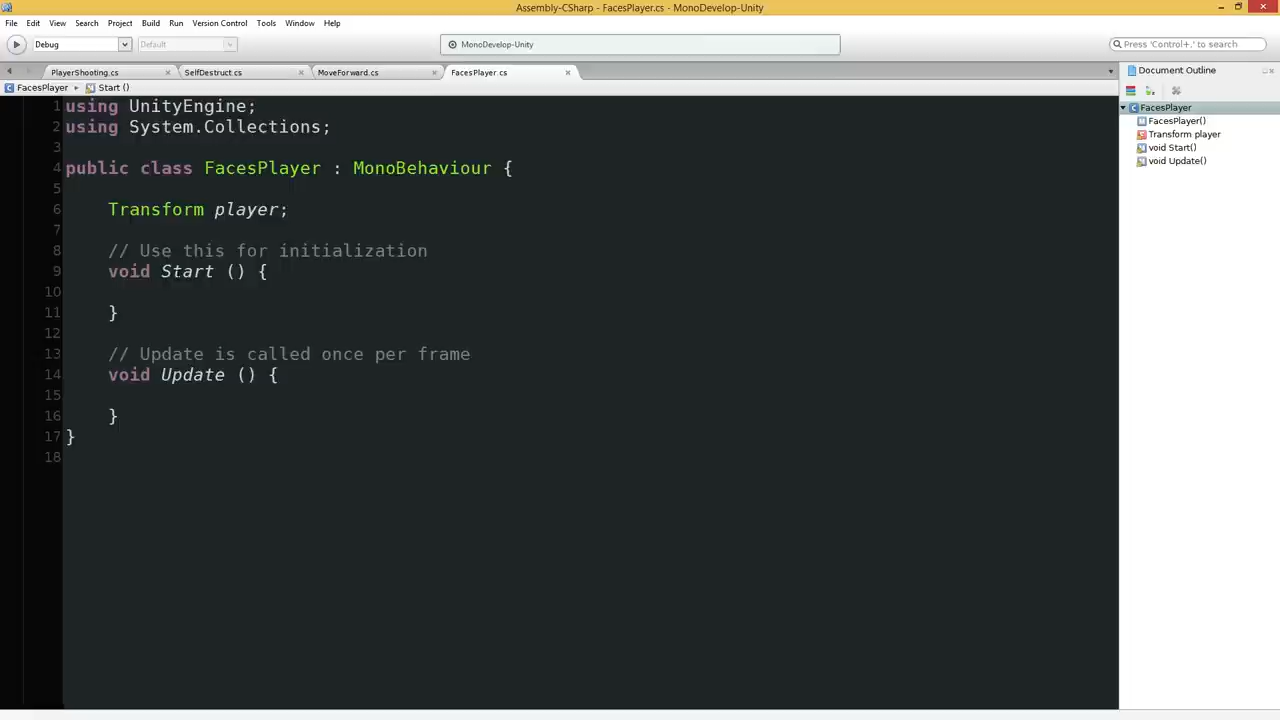 Assembly-CSharp - FacesPlayer.cs - MonoDevelop-Unity
File Edit View Search Project Build Run Version Control Tools Window Help
Debug Default MonoDevelop-Unity Press 'Control+,' to search
PlayerShooting.cs SelfDestruct.cs MoveForward.cs FacesPlayer.cs
FacesPlayer Start ()
1 using UnityEngine;
2 using System.Collections;
3
4 public class FacesPlayer : MonoBehaviour {
5
6 Transform player;
7
8 // Use this for initialization
9 void Start () {
10
11 }
12
13 // Update is called once per frame
14 void Update () {
15
16 }
17 }
18
Document Outline
FacesPlayer
FacesPlayer()
Transform player
void Start()
void Update()